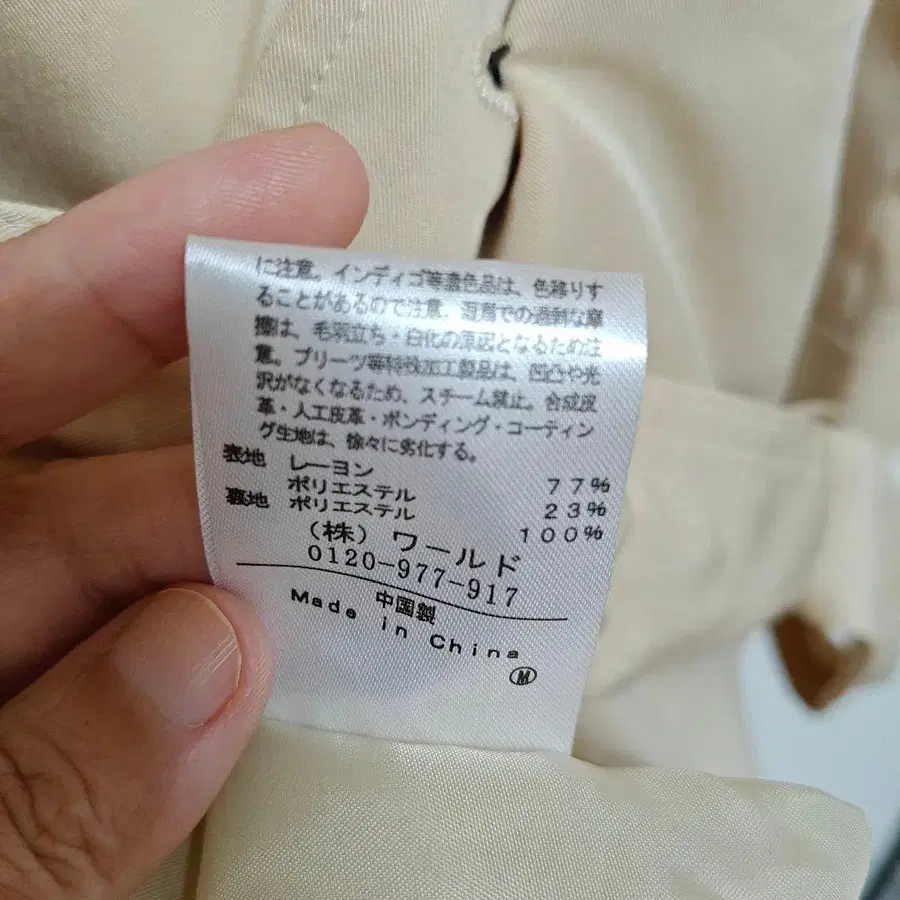 に注意。インディゴ等濃色品は、色移りす
ることがあるので注意。湿潤での過剰な摩
擦は、毛羽立ち・白化の原因となるため注
意。プリーツ等特殊加工製品は、凹凸や光
沢がなくなるため、スチーム禁止。合成皮
革・人工皮革・ボンディング・コーティン
グ生地は、徐々に劣化する。
表地 レーヨン 77%
ポリエステル 23%
裏地 ポリエステル 100%
(株) ワールド
0120-977-917
中国製
Made in China
M